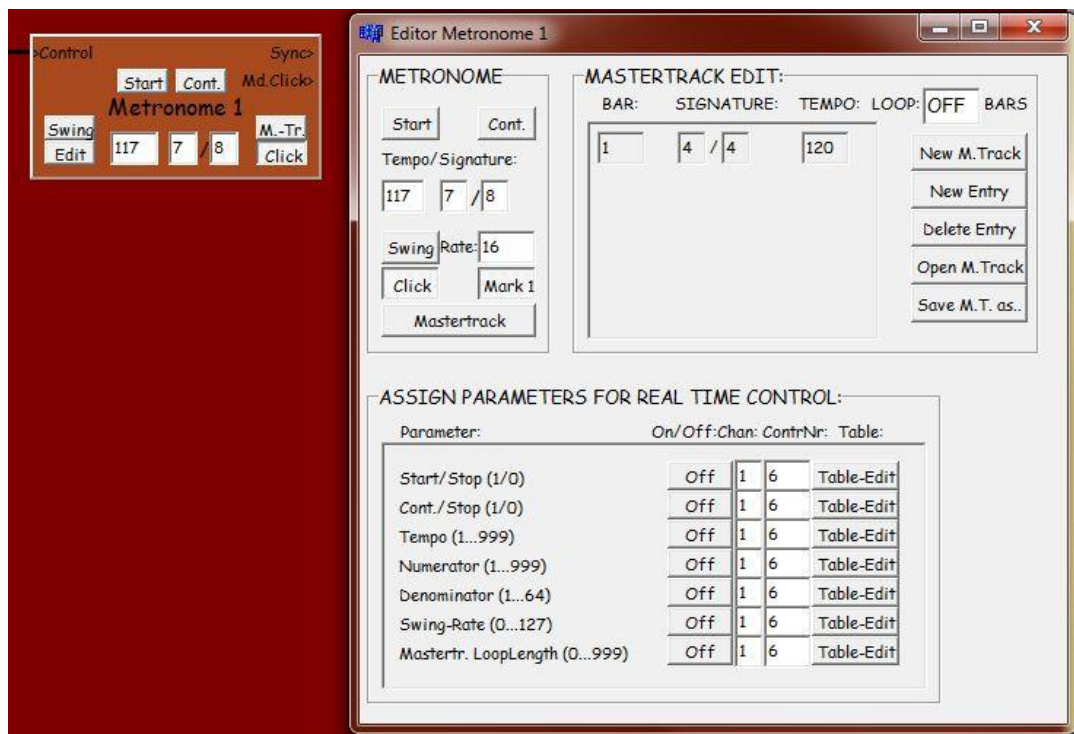 >Control Sync>
Start Cont. Md.Click>
Metronome 1
Swing M.-Tr.
Edit 117 7 / 8 Click
Editor Metronome 1
METRONOME
Start Cont.
Tempo/Signature:
117 7 / 8
Swing Rate: 16
Click Mark 1
Mastertrack
MASTERTRACK EDIT:
BAR: SIGNATURE: TEMPO: LOOP: OFF BARS
1 4 / 4 120
New M.Track
New Entry
Delete Entry
Open M.Track
Save M.T. as..
ASSIGN PARAMETERS FOR REAL TIME CONTROL:
Parameter: On/Off: Chan: ContrNr: Table:
Start/Stop (1/0) Off 1 6 Table-Edit
Cont./Stop (1/0) Off 1 6 Table-Edit
Tempo (1...999) Off 1 6 Table-Edit
Numerator (1...999) Off 1 6 Table-Edit
Denominator (1...64) Off 1 6 Table-Edit
Swing-Rate (0...127) Off 1 6 Table-Edit
Mastertr. LoopLength (0...999) Off 1 6 Table-Edit